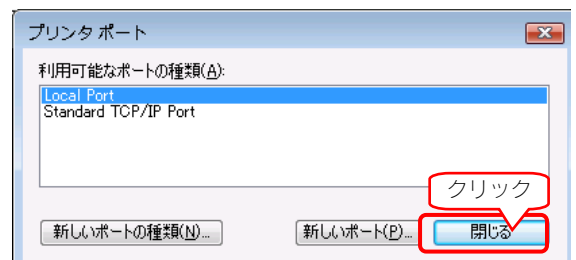 プリンタ ポート
利用可能なポートの種類(A):
Local Port
Standard TCP/IP Port
クリック
新しいポートの種類(N)...
新しいポート(P)...
閉じる